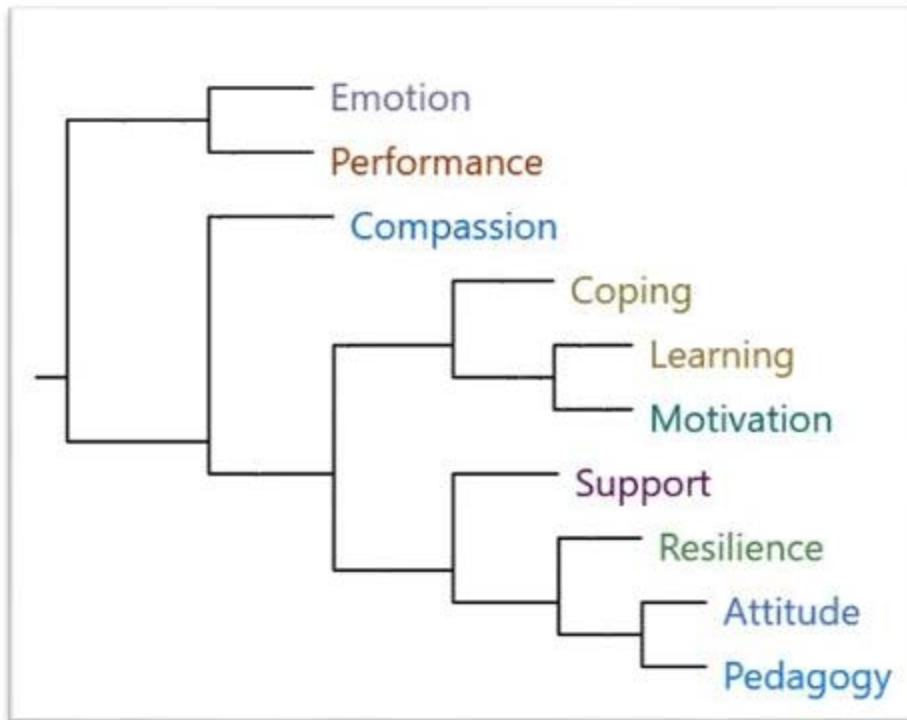 Emotion
Performance
Compassion
Coping
Learning
Motivation
Support
Resilience
Attitude
Pedagogy